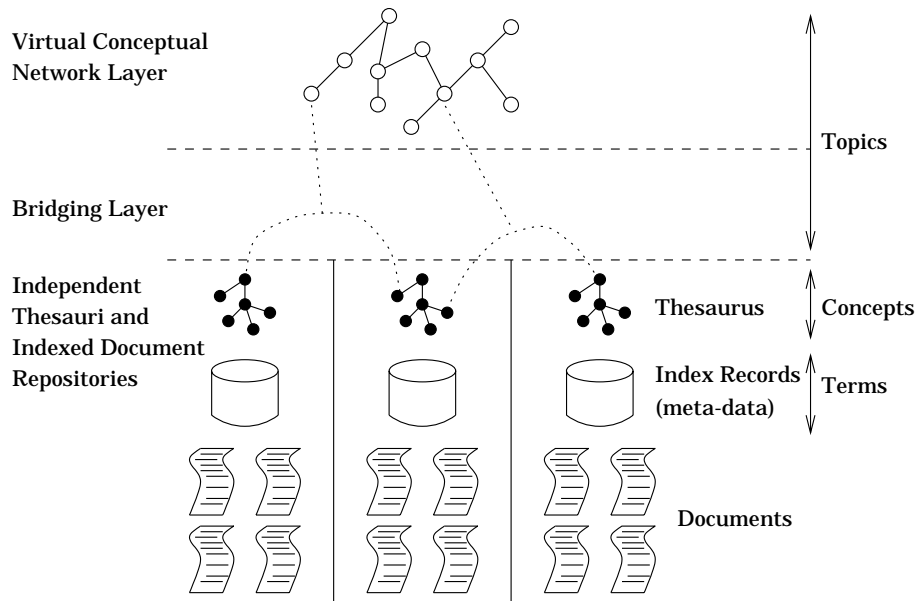 Virtual Conceptual
Network Layer
Topics
Bridging Layer
Independent
Thesauri and
Indexed Document
Repositories
Thesaurus
Concepts
Index Records
(meta-data)
Terms
Documents